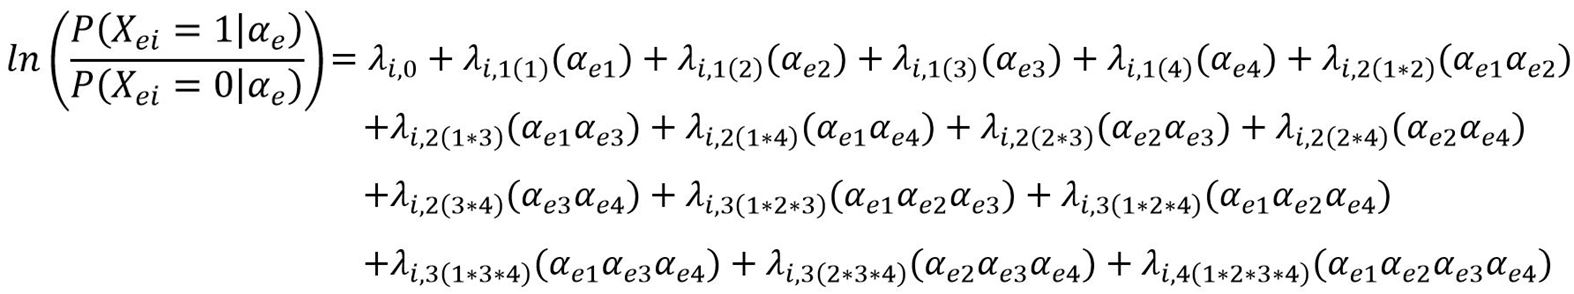 ln(P(X_{ei} = 1|α_e) / P(X_{ei} = 0|α_e)) = λ_{i,0} + λ_{i,1(1)}(α_{e1}) + λ_{i,1(2)}(α_{e2}) + λ_{i,1(3)}(α_{e3}) + λ_{i,1(4)}(α_{e4}) + λ_{i,2(1*2)}(α_{e1}α_{e2})
+λ_{i,2(1*3)}(α_{e1}α_{e3}) + λ_{i,2(1*4)}(α_{e1}α_{e4}) + λ_{i,2(2*3)}(α_{e2}α_{e3}) + λ_{i,2(2*4)}(α_{e2}α_{e4})
+λ_{i,2(3*4)}(α_{e3}α_{e4}) + λ_{i,3(1*2*3)}(α_{e1}α_{e2}α_{e3}) + λ_{i,3(1*2*4)}(α_{e1}α_{e2}α_{e4})
+λ_{i,3(1*3*4)}(α_{e1}α_{e3}α_{e4}) + λ_{i,3(2*3*4)}(α_{e2}α_{e3}α_{e4}) + λ_{i,4(1*2*3*4)}(α_{e1}α_{e2}α_{e3}α_{e4})